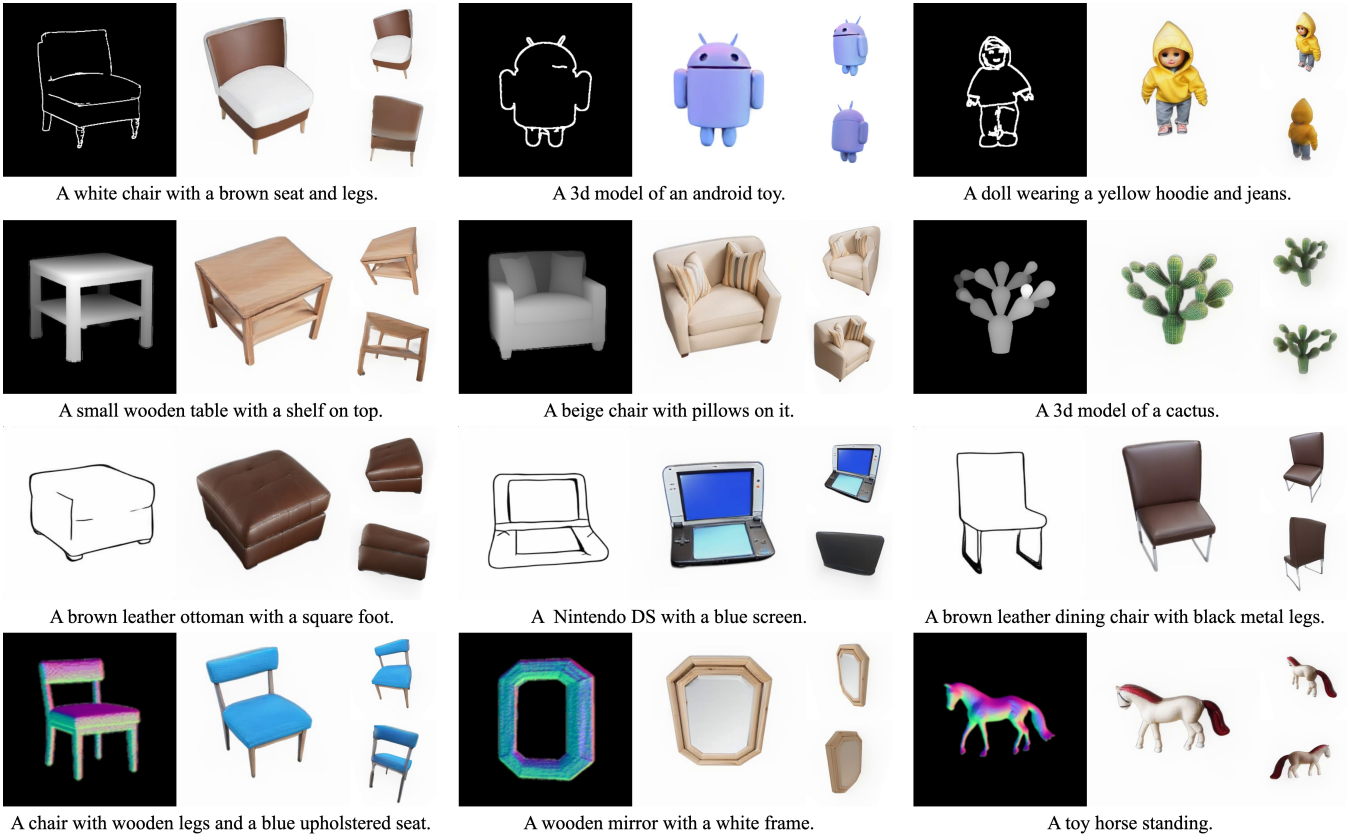 A white chair with a brown seat and legs.
A 3d model of an android toy.
A doll wearing a yellow hoodie and jeans.
A small wooden table with a shelf on top.
A beige chair with pillows on it.
A 3d model of a cactus.
A brown leather ottoman with a square foot.
A Nintendo DS with a blue screen.
A brown leather dining chair with black metal legs.
A chair with wooden legs and a blue upholstered seat.
A wooden mirror with a white frame.
A toy horse standing.